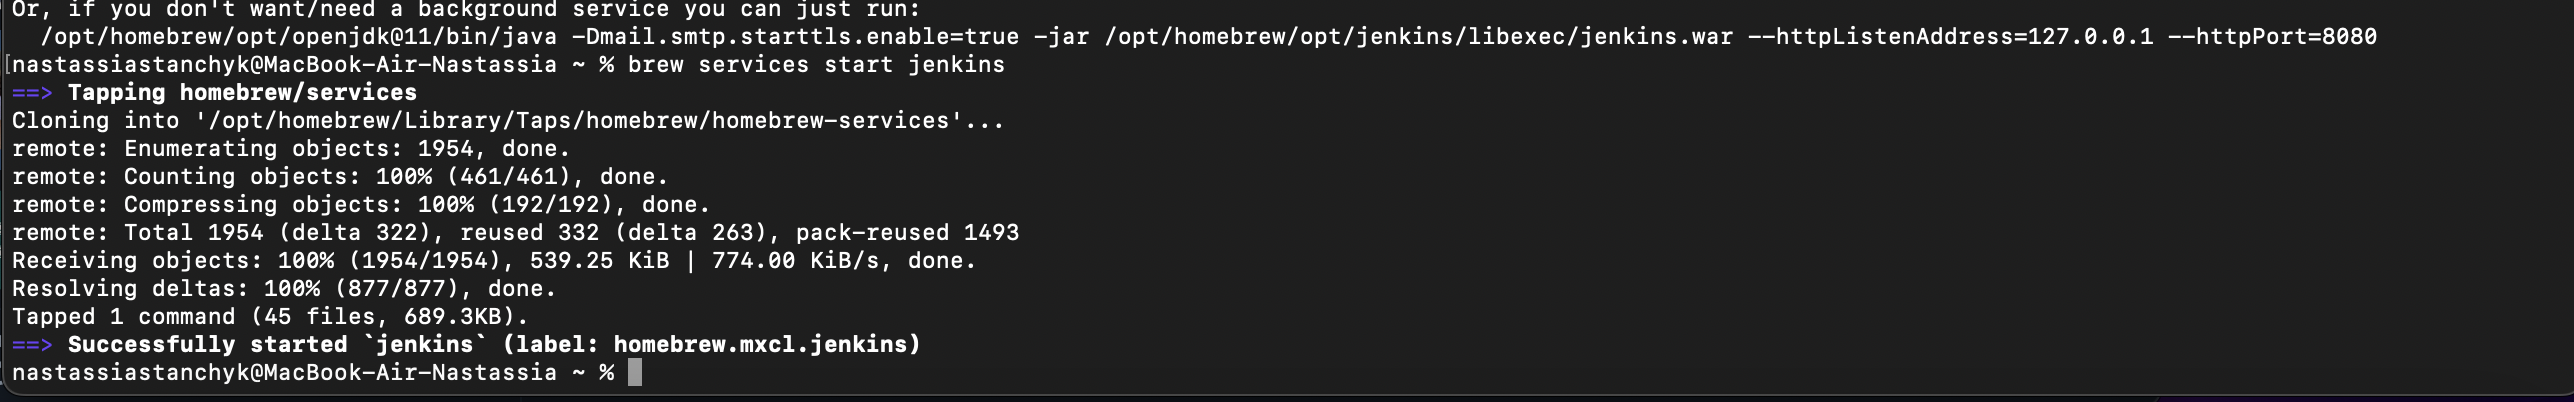 Or, if you don't want/need a background service you can just run:
/opt/homebrew/opt/openjdk@11/bin/java -Dmail.smtp.starttls.enable=true -jar /opt/homebrew/opt/jenkins/libexec/jenkins.war --httpListenAddress=127.0.0.1 --httpPort=8080
[nastassiastanchyk@MacBook-Air-Nastassia ~ % brew services start jenkins
==> Tapping homebrew/services
Cloning into '/opt/homebrew/Library/Taps/homebrew/homebrew-services'...
remote: Enumerating objects: 1954, done.
remote: Counting objects: 100% (461/461), done.
remote: Compressing objects: 100% (192/192), done.
remote: Total 1954 (delta 322), reused 332 (delta 263), pack-reused 1493
Receiving objects: 100% (1954/1954), 539.25 KiB | 774.00 KiB/s, done.
Resolving deltas: 100% (877/877), done.
Tapped 1 command (45 files, 689.3KB).
==> Successfully started `jenkins` (label: homebrew.mxcl.jenkins)
nastassiastanchyk@MacBook-Air-Nastassia ~ %